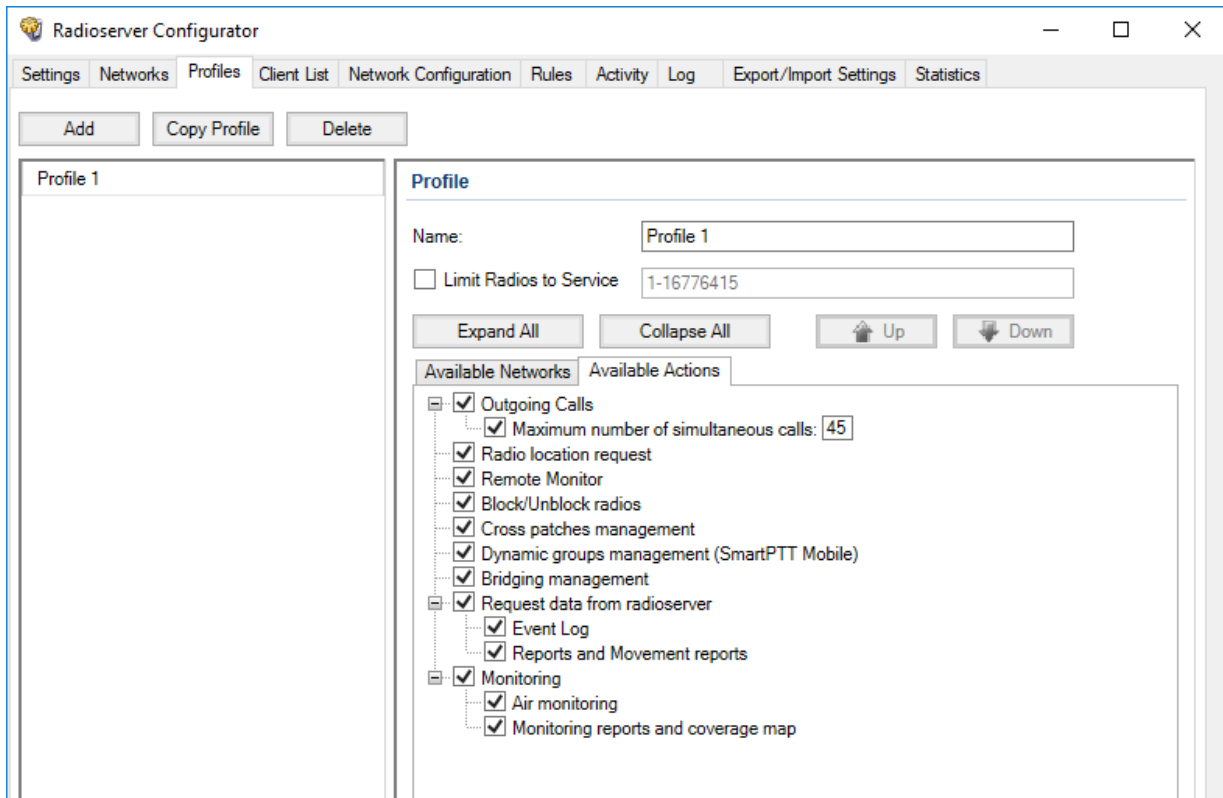 Radioserver Configurator
Settings Networks Profiles Client List Network Configuration Rules Activity Log Export/Import Settings Statistics
Add Copy Profile Delete
Profile 1
Profile
Name: Profile 1
Limit Radios to Service 1-16776415
Expand All Collapse All Up Down
Available Networks Available Actions
Outgoing Calls
Maximum number of simultaneous calls: 45
Radio location request
Remote Monitor
Block/Unblock radios
Cross patches management
Dynamic groups management (SmartPTT Mobile)
Bridging management
Request data from radioserver
Event Log
Reports and Movement reports
Monitoring
Air monitoring
Monitoring reports and coverage map